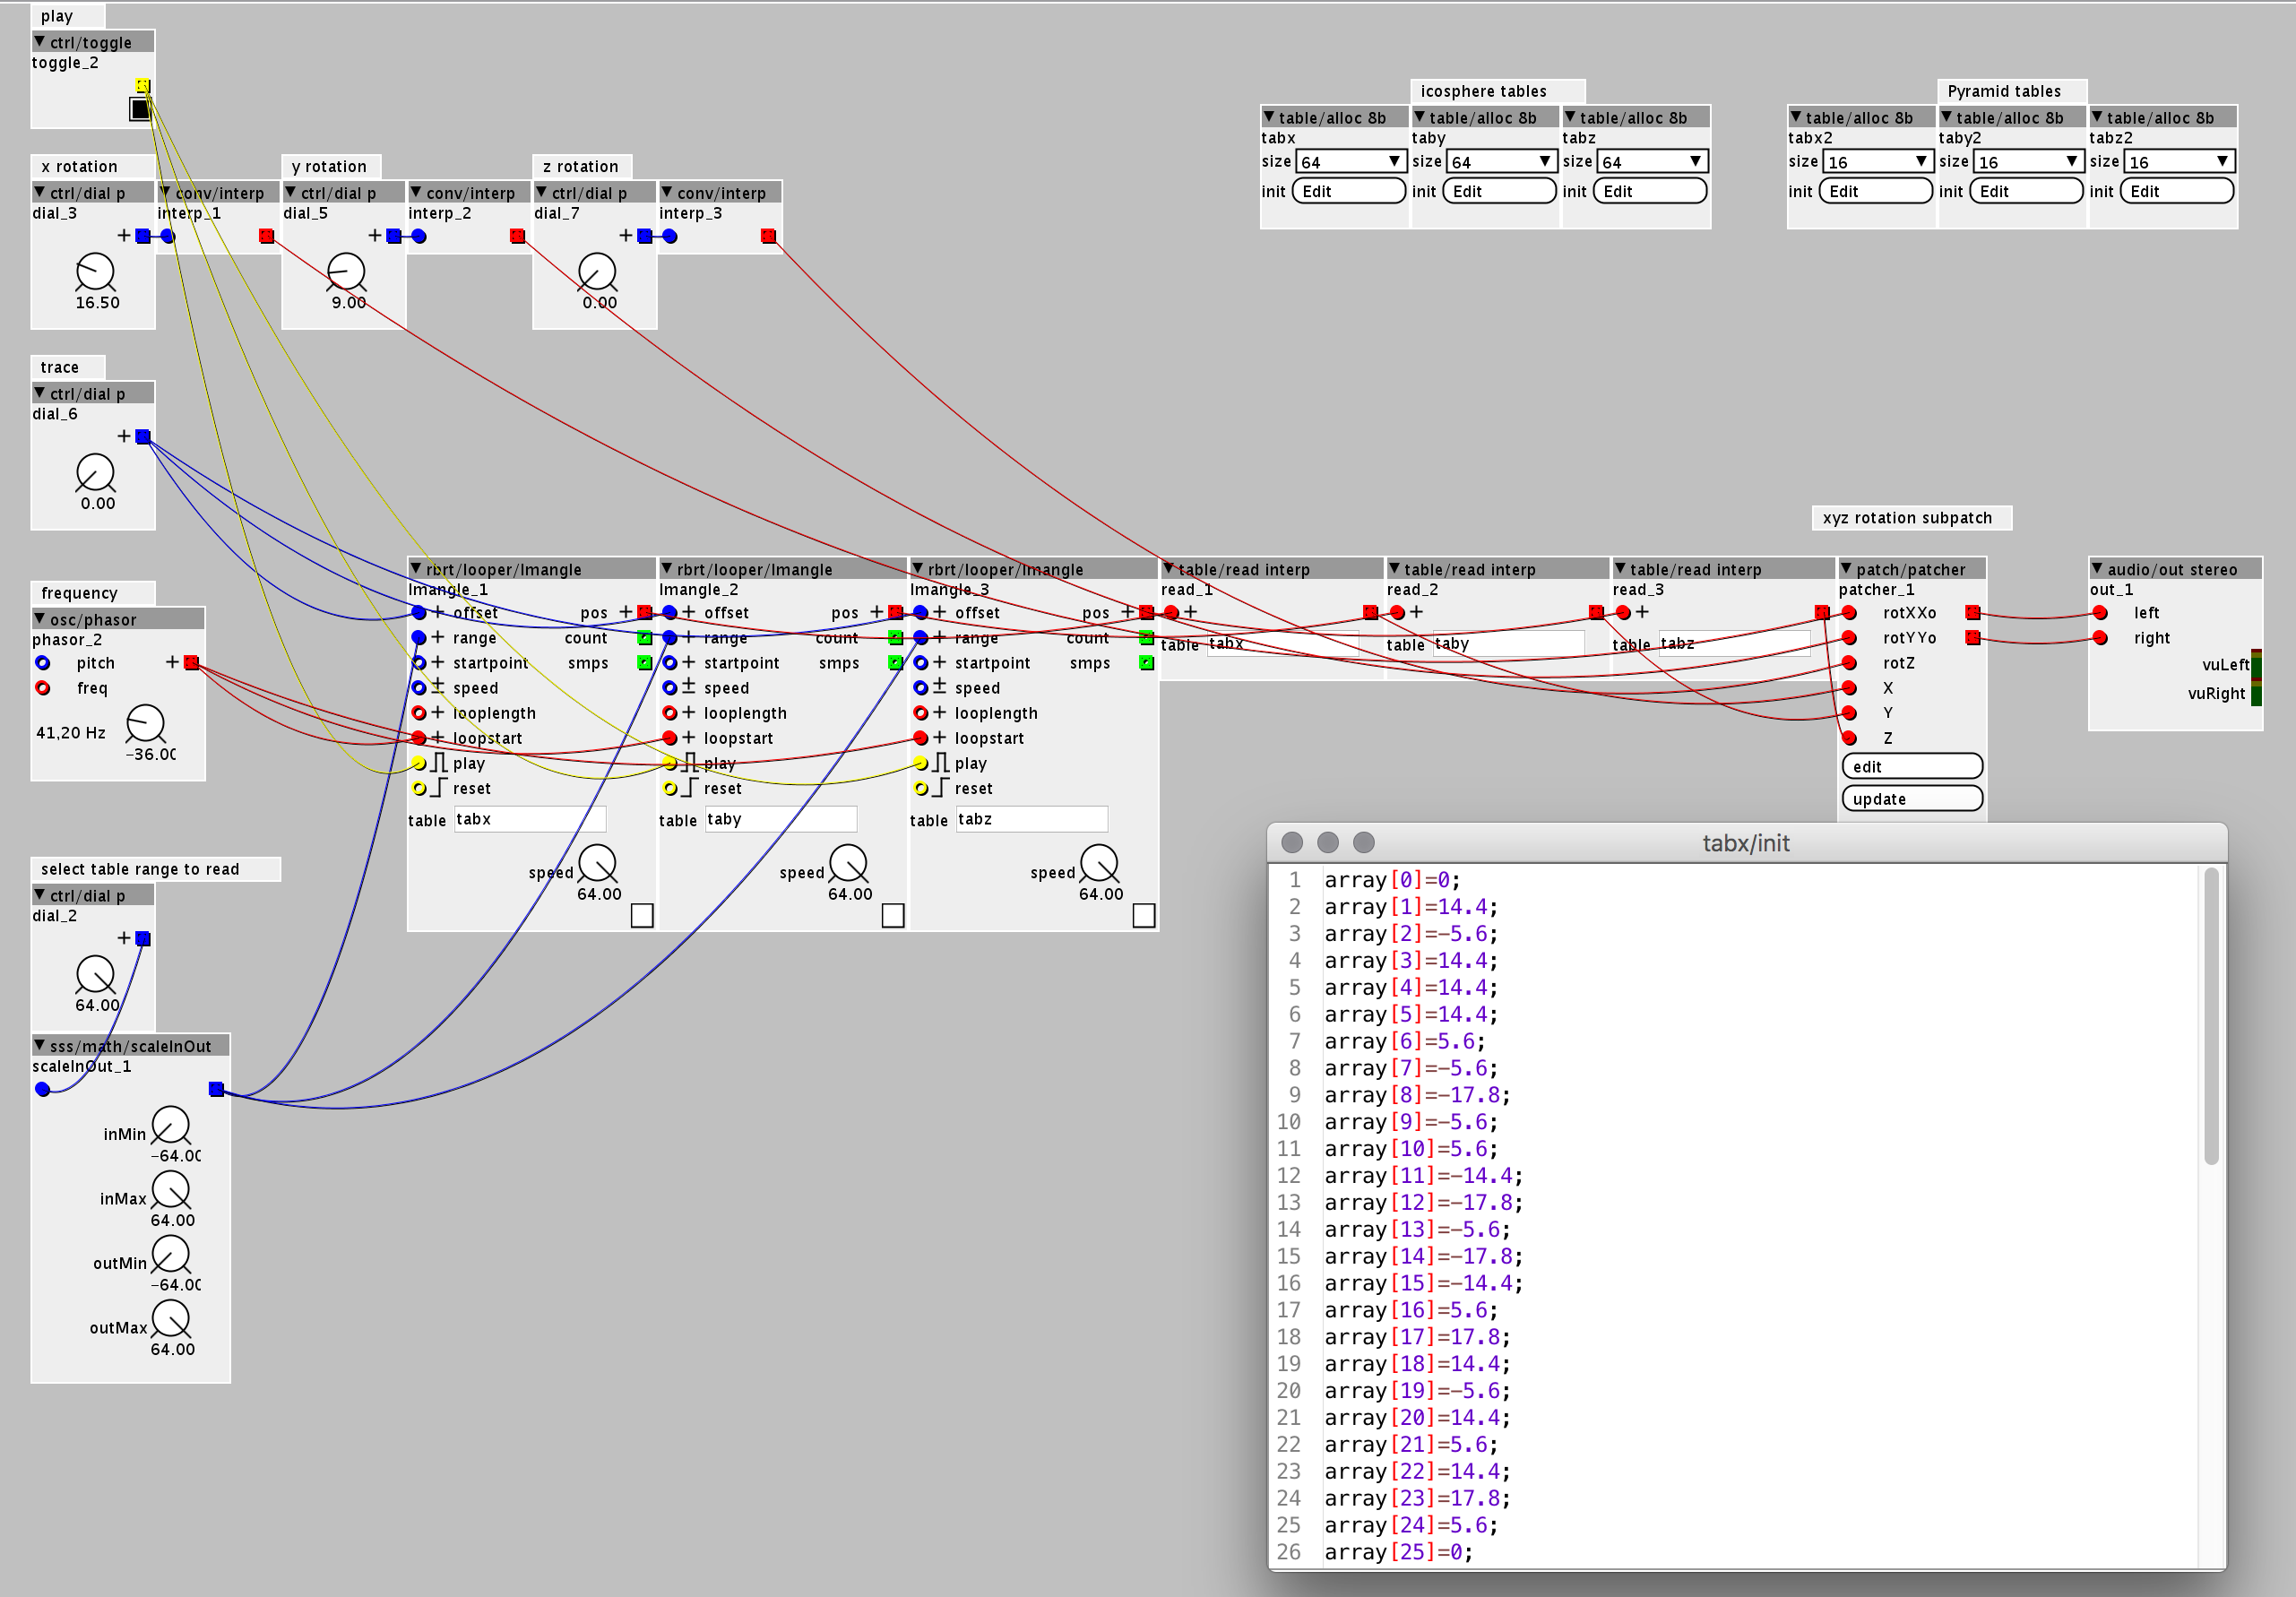 play
ctrl/toggle
toggle_2
x rotation
y rotation
z rotation
ctrl/dial p
conv/interp
ctrl/dial p
conv/interp
ctrl/dial p
conv/interp
dial_3
interp_1
dial_5
interp_2
dial_7
interp_3
+
+
+
16.50
9.00
0.00
icosphere tables
table/alloc 8b
table/alloc 8b
table/alloc 8b
tabx
taby
tabz
size 64
size 64
size 64
init Edit
init Edit
init Edit
Pyramid tables
table/alloc 8b
table/alloc 8b
table/alloc 8b
tabx2
taby2
tabz2
size 16
size 16
size 16
init Edit
init Edit
init Edit
trace
ctrl/dial p
dial_6
+
0.00
frequency
osc/phasor
phasor_2
pitch +
freq
41,20 Hz
-36.00
select table range to read
ctrl/dial p
dial_2
+
64.00
sss/math/scaleInOut
scaleInOut_1
inMin
-64.00
inMax
64.00
outMin
-64.00
outMax
64.00
rbrt/looper/lmangle
lmangle_1
+ offset pos +
+ range count
+ startpoint smps
± speed
+ looplength
+ loopstart
play
reset
table tabx
speed
64.00
rbrt/looper/lmangle
lmangle_2
+ offset pos +
+ range count
+ startpoint smps
± speed
+ looplength
+ loopstart
play
reset
table taby
speed
64.00
rbrt/looper/lmangle
lmangle_3
+ offset pos +
+ range count
+ startpoint smps
± speed
+ looplength
+ loopstart
play
reset
table tabz
speed
64.00
table/read interp
read_1
+
table tabx
table/read interp
read_2
+
table taby
table/read interp
read_3
+
table tabz
xyz rotation subpatch
patch/patcher
patcher_1
rotXXo
rotYYo
rotZ
X
Y
Z
edit
update
audio/out stereo
out_1
left
right
vuLeft
vuRight
tabx/init
1 array[0]=0;
2 array[1]=14.4;
3 array[2]=-5.6;
4 array[3]=14.4;
5 array[4]=14.4;
6 array[5]=14.4;
7 array[6]=5.6;
8 array[7]=-5.6;
9 array[8]=-17.8;
10 array[9]=-5.6;
11 array[10]=5.6;
12 array[11]=-14.4;
13 array[12]=-17.8;
14 array[13]=-5.6;
15 array[14]=-17.8;
16 array[15]=-14.4;
17 array[16]=5.6;
18 array[17]=17.8;
19 array[18]=14.4;
20 array[19]=-5.6;
21 array[20]=14.4;
22 array[21]=5.6;
23 array[22]=14.4;
24 array[23]=17.8;
25 array[24]=5.6;
26 array[25]=0;